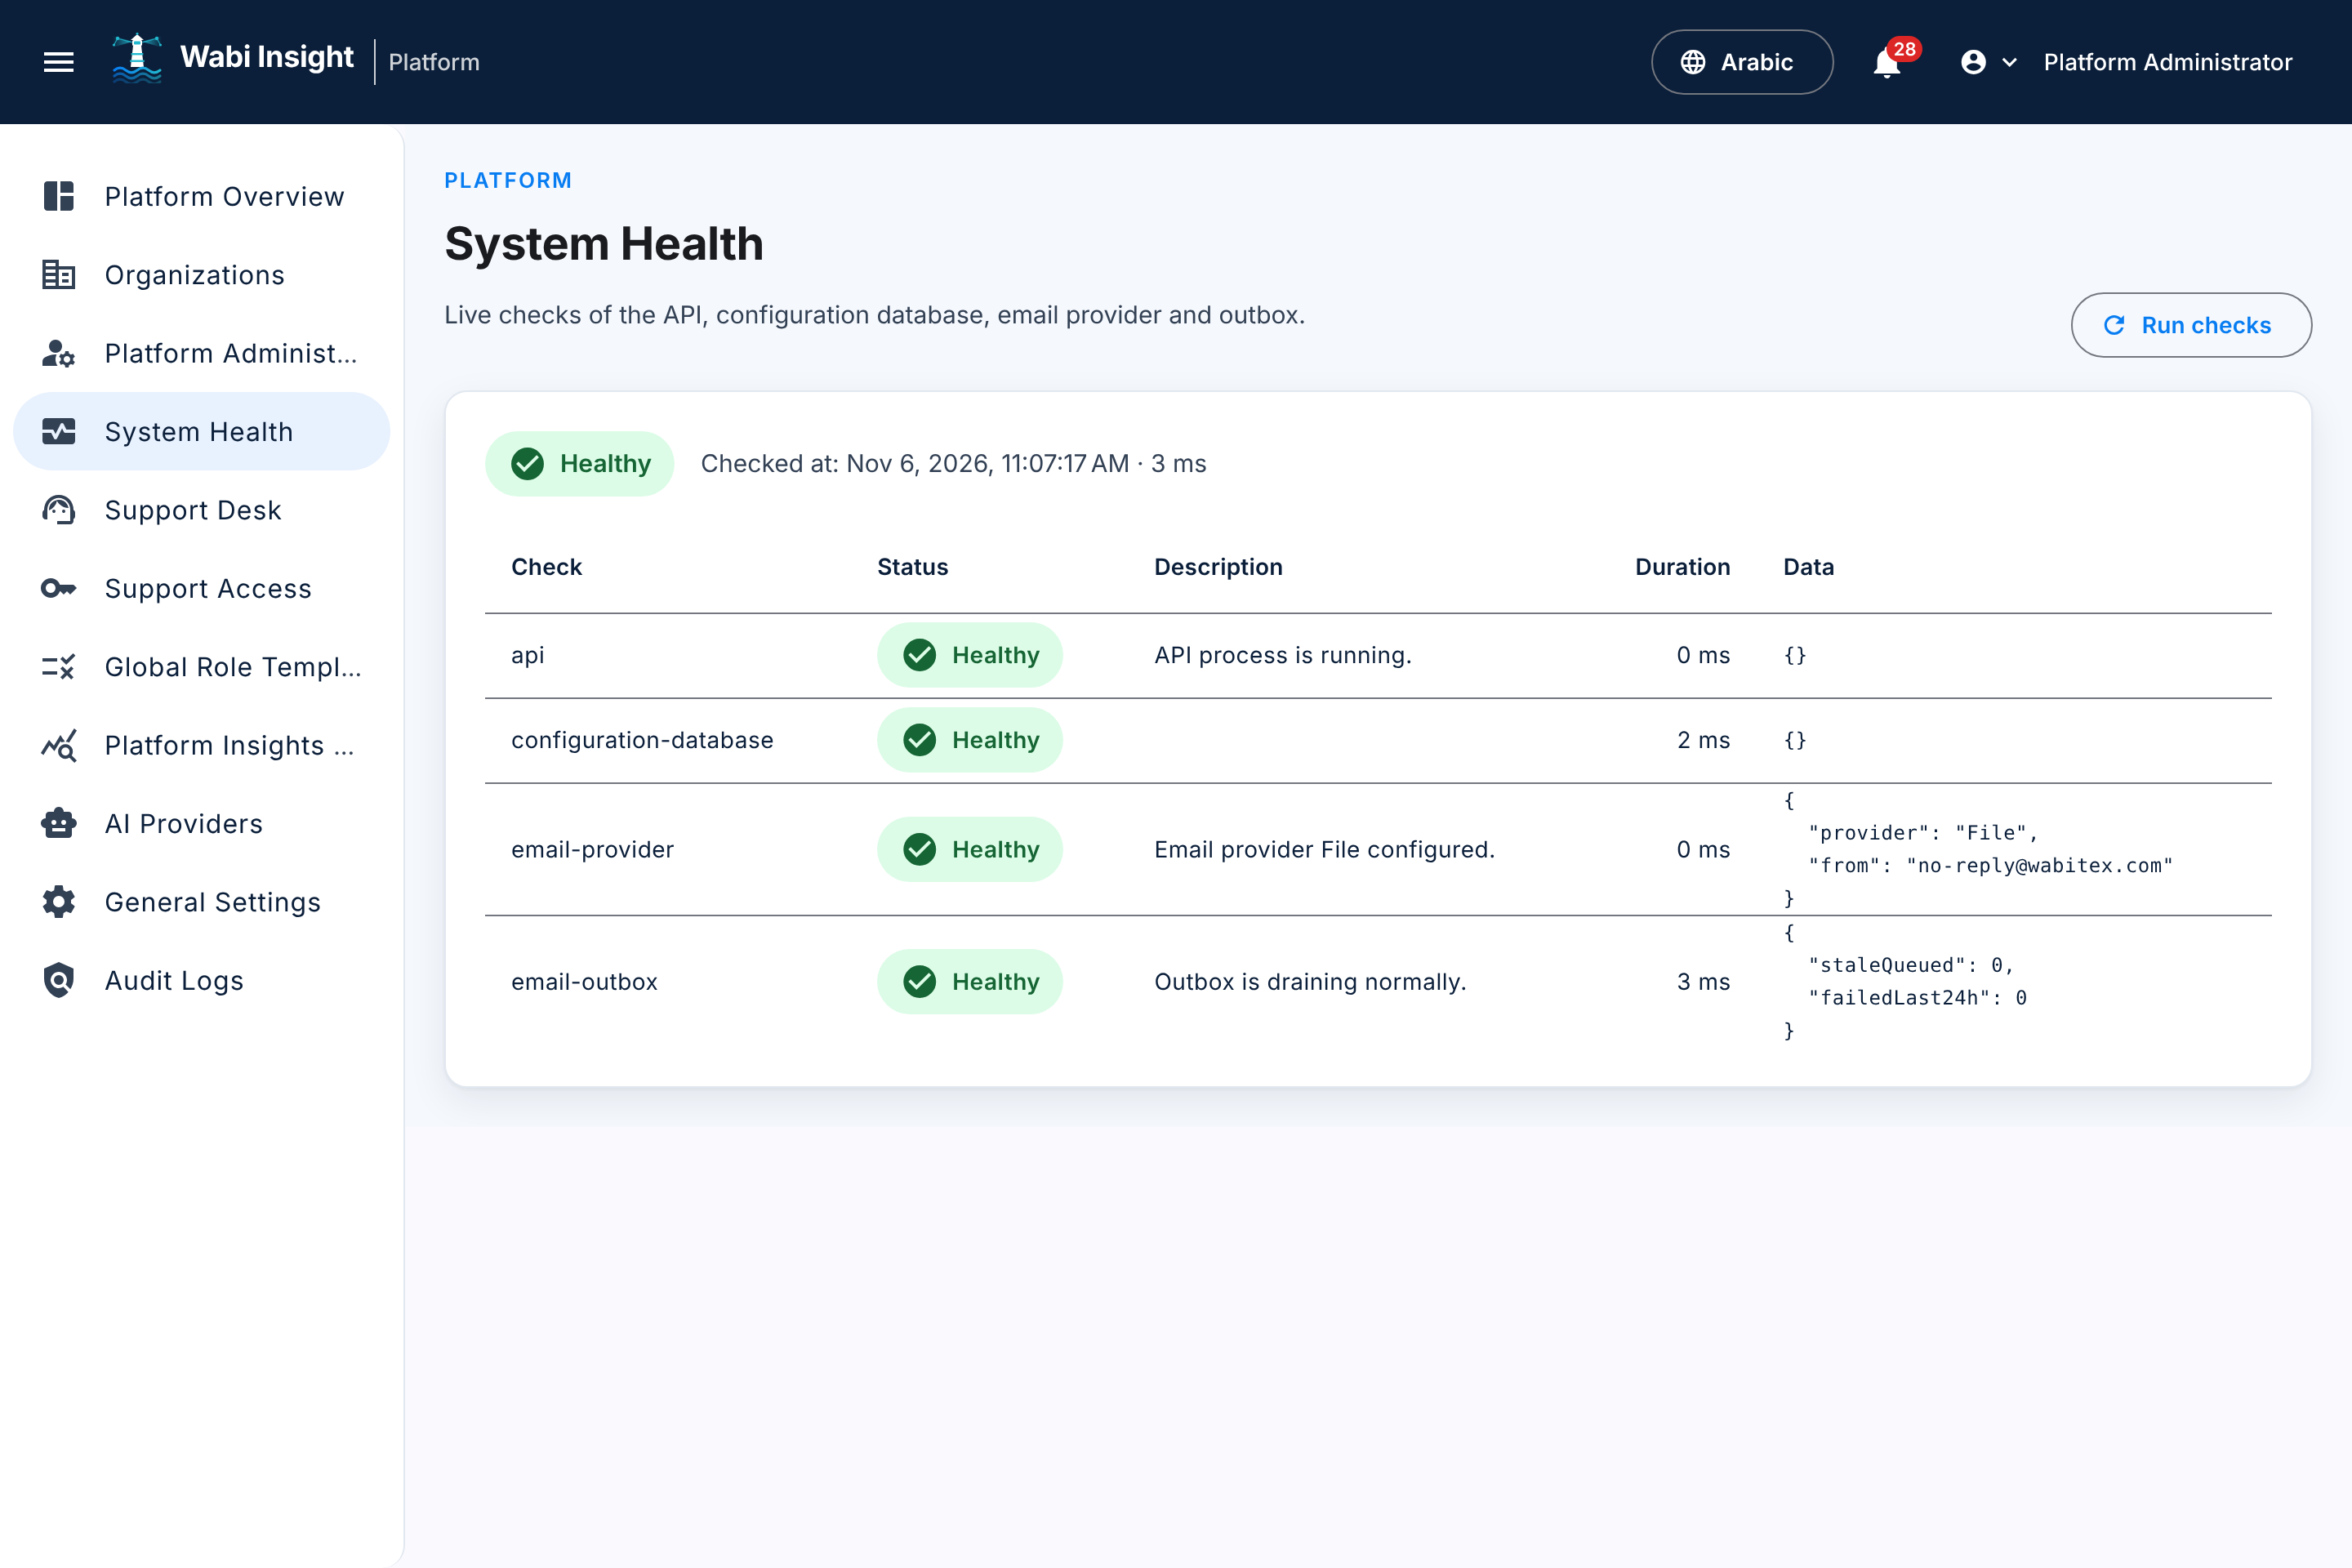 Wabi Insight
Platform
Arabic
28
Platform Administrator
Platform Overview
Organizations
Platform Administ...
System Health
Support Desk
Support Access
Global Role Templ...
Platform Insights ...
AI Providers
General Settings
Audit Logs
PLATFORM
System Health
Live checks of the API, configuration database, email provider and outbox.
Run checks
Healthy
Checked at: Nov 6, 2026, 11:07:17 AM · 3 ms
Check Status Description Duration Data
api Healthy API process is running. 0 ms {}
configuration-database Healthy 2 ms {}
email-provider Healthy Email provider File configured. 0 ms
{
"provider": "File",
"from": "no-reply@wabitex.com"
}
email-outbox Healthy Outbox is draining normally. 3 ms
{
"staleQueued": 0,
"failedLast24h": 0
}